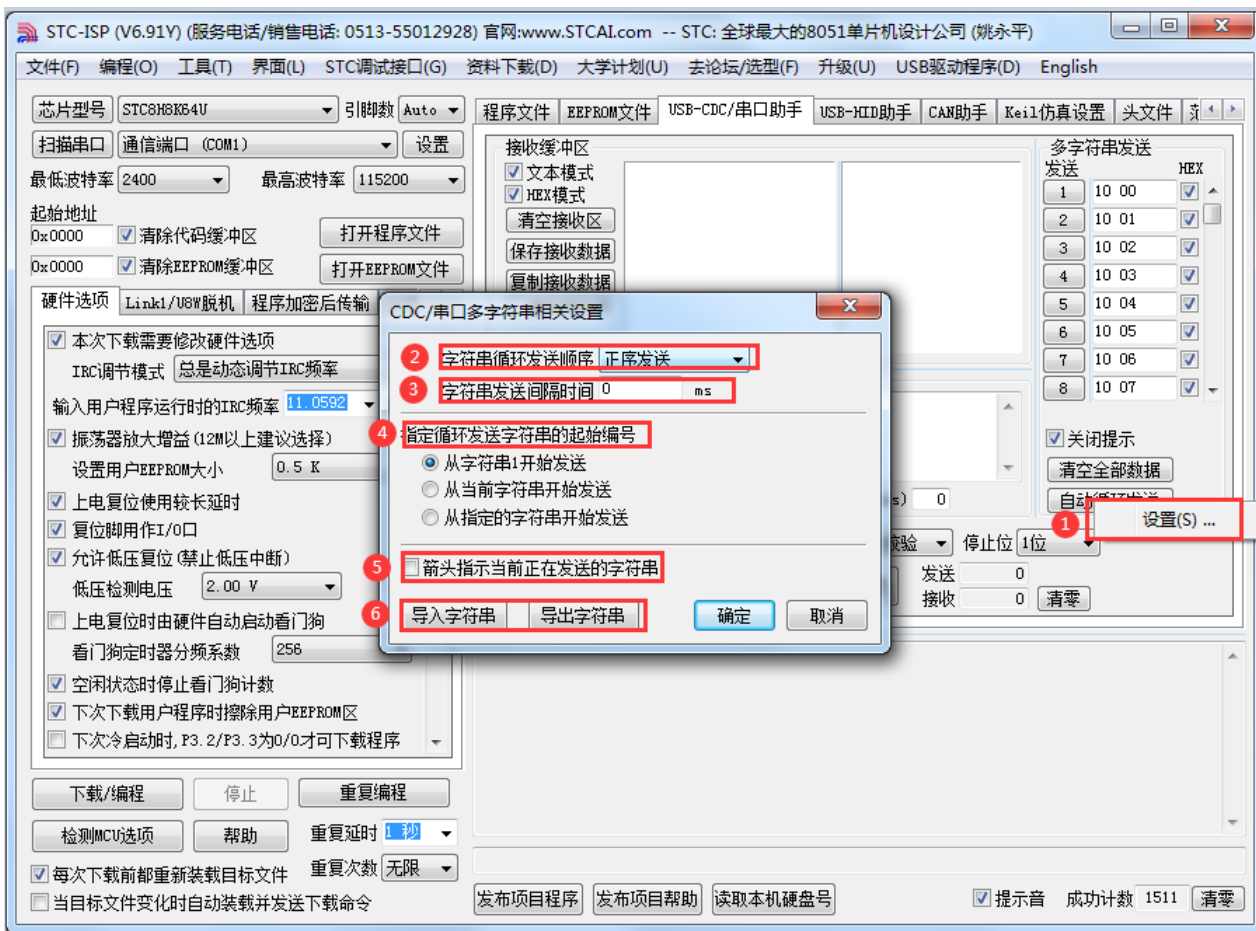 STC-ISP (V6.91Y) (服务电话/销售电话: 0513-55012928) 官网:www.STCAI.com -- STC: 全球最大的8051单片机设计公司 (姚永平)
文件(F) 编程(O) 工具(T) 界面(L) STC调试接口(G) 资料下载(D) 大学计划(U) 去论坛/选型(F) 升级(U) USB驱动程序(D) English
芯片型号 STC8H8K64U 引脚数 Auto
扫描串口 通信端口 (COM1) 设置
最低波特率 2400 最高波特率 115200
起始地址
0x0000 清除代码缓冲区 打开程序文件
0x0000 清除EEPROM缓冲区 打开EEPROM文件
硬件选项 Link1/U8W脱机 程序加密后传输
本次下载需要修改硬件选项
IRC调节模式 总是动态调节IRC频率
输入用户程序运行时的IRC频率 11.0592
振荡器放大增益(12M以上建议选择)
设置用户EEPROM大小 0.5 K
上电复位使用较长延时
复位脚用作I/O口
允许低压复位(禁止低压中断)
低压检测电压 2.00 V
上电复位时由硬件自动启动看门狗
看门狗定时器分频系数 256
空闲状态时停止看门狗计数
下次下载用户程序时擦除用户EEPROM区
下次冷启动时,P3.2/P3.3为0/0才可下载程序
下载/编程 停止 重复编程
检测MCU选项 帮助 重复延时 1 秒
每次下载前都重新装载目标文件 重复次数 无限
当目标文件变化时自动装载并发送下载命令
程序文件 EEPROM文件 USB-CDC/串口助手 USB-HID助手 CAN助手 Keil仿真设置 头文件
接收缓冲区
文本模式
HEX模式
清空接收区
保存接收数据
复制接收数据
多字符串发送
发送 HEX
1 10 00
2 10 01
3 10 02
4 10 03
5 10 04
6 10 05
7 10 06
8 10 07
关闭提示
清空全部数据
s) 0
1 设置(S) ...
校验 停止位 1位
发送 0
接收 0 清零
CDC/串口多字符串相关设置
2 字符串循环发送顺序 正序发送
3 字符串发送间隔时间 0 ms
4 指定循环发送字符串的起始编号
从字符串1开始发送
从当前字符串开始发送
从指定的字符串开始发送
5 箭头指示当前正在发送的字符串
6 导入字符串 导出字符串 确定 取消
发布项目程序 发布项目帮助 读取本机硬盘号 提示音 成功计数 1511 清零